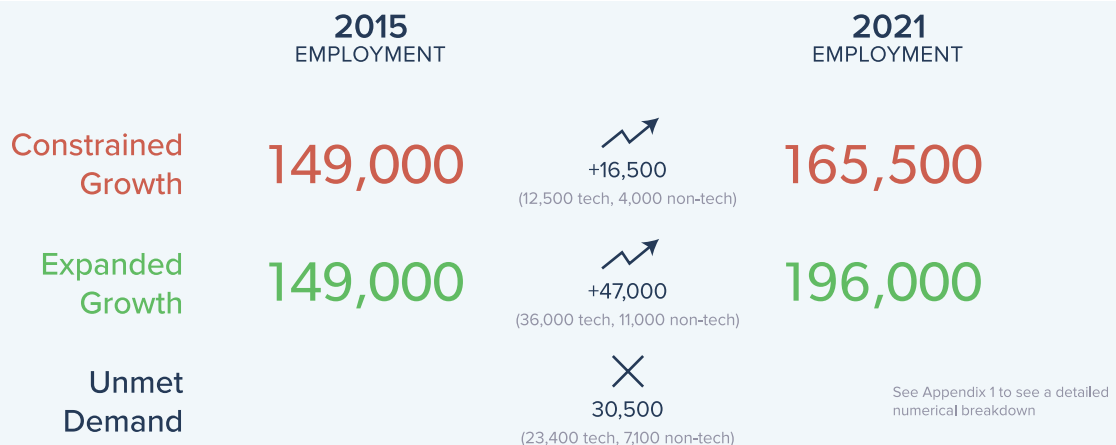 2015
EMPLOYMENT
2021
EMPLOYMENT
Constrained
Growth
149,000
+16,500
(12,500 tech, 4,000 non-tech)
165,500
Expanded
Growth
149,000
+47,000
(36,000 tech, 11,000 non-tech)
196,000
Unmet
Demand
30,500
(23,400 tech, 7,100 non-tech)
See Appendix 1 to see a detailed
numerical breakdown